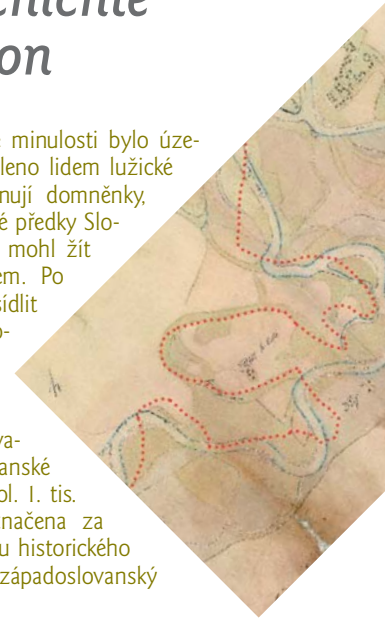 on
minulosti bylo úze-
leno lidem lužické
nují domněnky,
é předky Slo-
mohl žít
em. Po
sídlit
o-
va-
anské
ol. I. tis.
načena za
u historického
západoslovanský